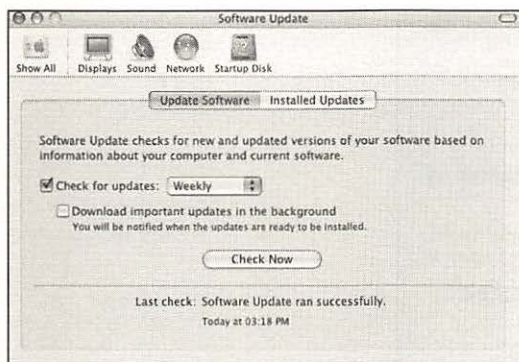 Software Update
Show All Displays Sound Network Startup Disk
Update Software Installed Updates
Software Update checks for new and updated versions of your software based on
information about your computer and current software.
Check for updates: Weekly
Download important updates in the background
You will be notified when the updates are ready to be installed.
Check Now
Last check: Software Update ran successfully.
Today at 03:18 PM